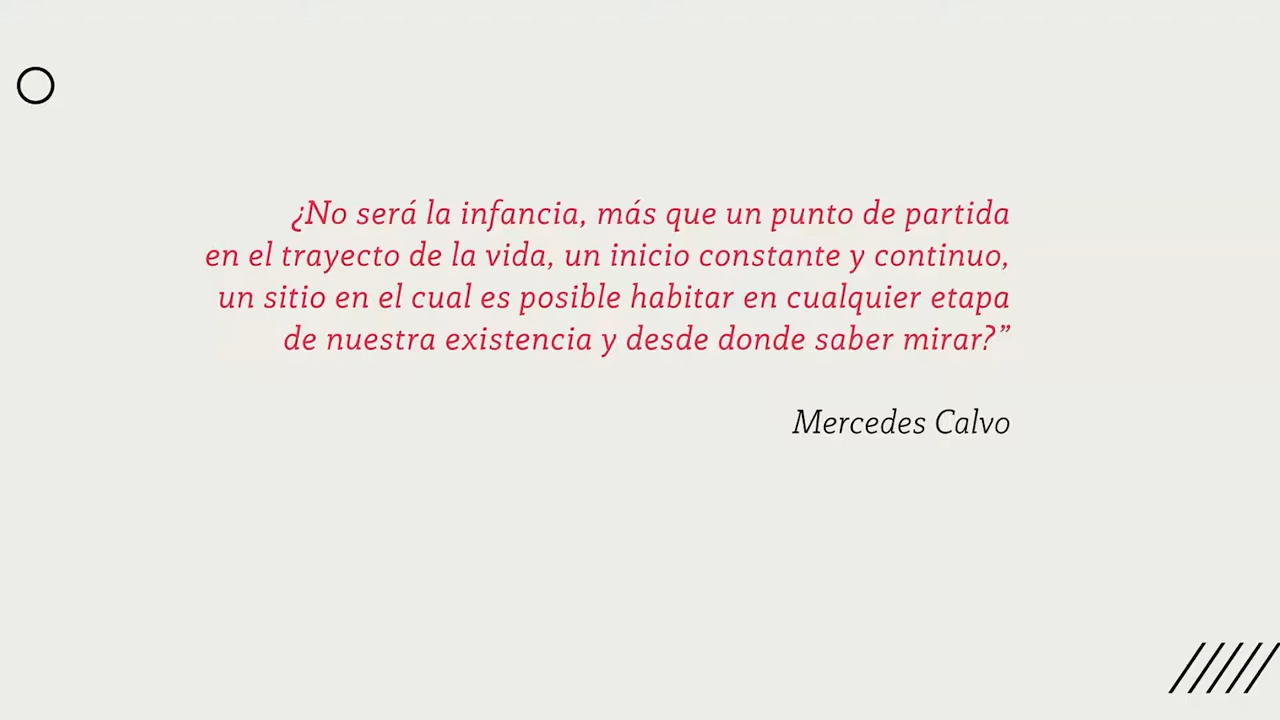 ¿No será la infancia, más que un punto de partida
en el trayecto de la vida, un inicio constante y continuo,
un sitio en el cual es posible habitar en cualquier etapa
de nuestra existencia y desde donde saber mirar?”
Mercedes Calvo